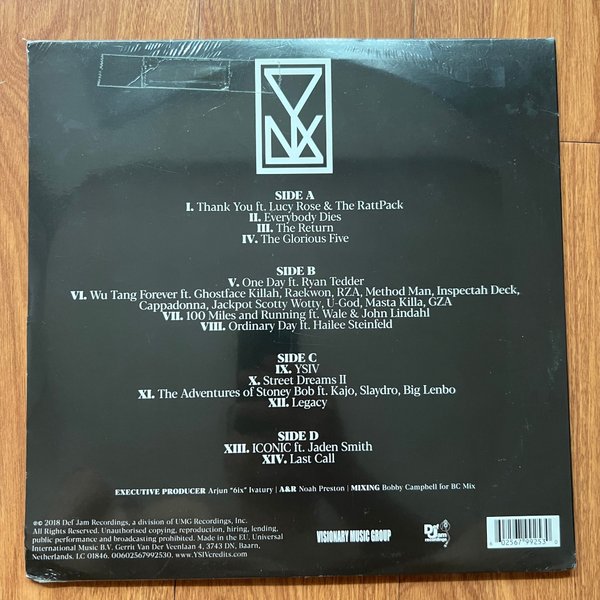 SIDE A
I. Thank You ft. Lucy Rose & The RattPack
II. Everybody Dies
III. The Return
IV. The Glorious Five
SIDE B
V. One Day ft. Ryan Tedder
VI. Wu Tang Forever ft. Ghostface Killah, Raekwon, RZA, Method Man, Inspectah Deck,
Cappadonna, Jackpot Scotty Wotty, U-God, Masta Killa, GZA
VII. 100 Miles and Running ft. Wale & John Lindahl
VIII. Ordinary Day ft. Hailee Steinfeld
SIDE C
IX. YSIV
X. Street Dreams II
XI. The Adventures of Stoney Bob ft. Kajo, Slaydro, Big Lenbo
XII. Legacy
SIDE D
XIII. ICONIC ft. Jaden Smith
XIV. Last Call
EXECUTIVE PRODUCER Arjun "6ix" Ivatury | A&R Noah Preston | MIXING Bobby Campbell for BC Mix
℗© 2018 Def Jam Recordings, a division of UMG Recordings, Inc.
All Rights Reserved. Unauthorised copying, reproduction, hiring, lending,
public performance and broadcasting prohibited. Made in the EU. Universal
International Music B.V. Gerrit Van Der Veenlaan 4, 3743 DN, Baarn,
Netherlands. LC 01846. 00602567992530. www.YSIVcredits.com
VISIONARY MUSIC GROUP
Def Jam
recordings
6 02567 99253 0